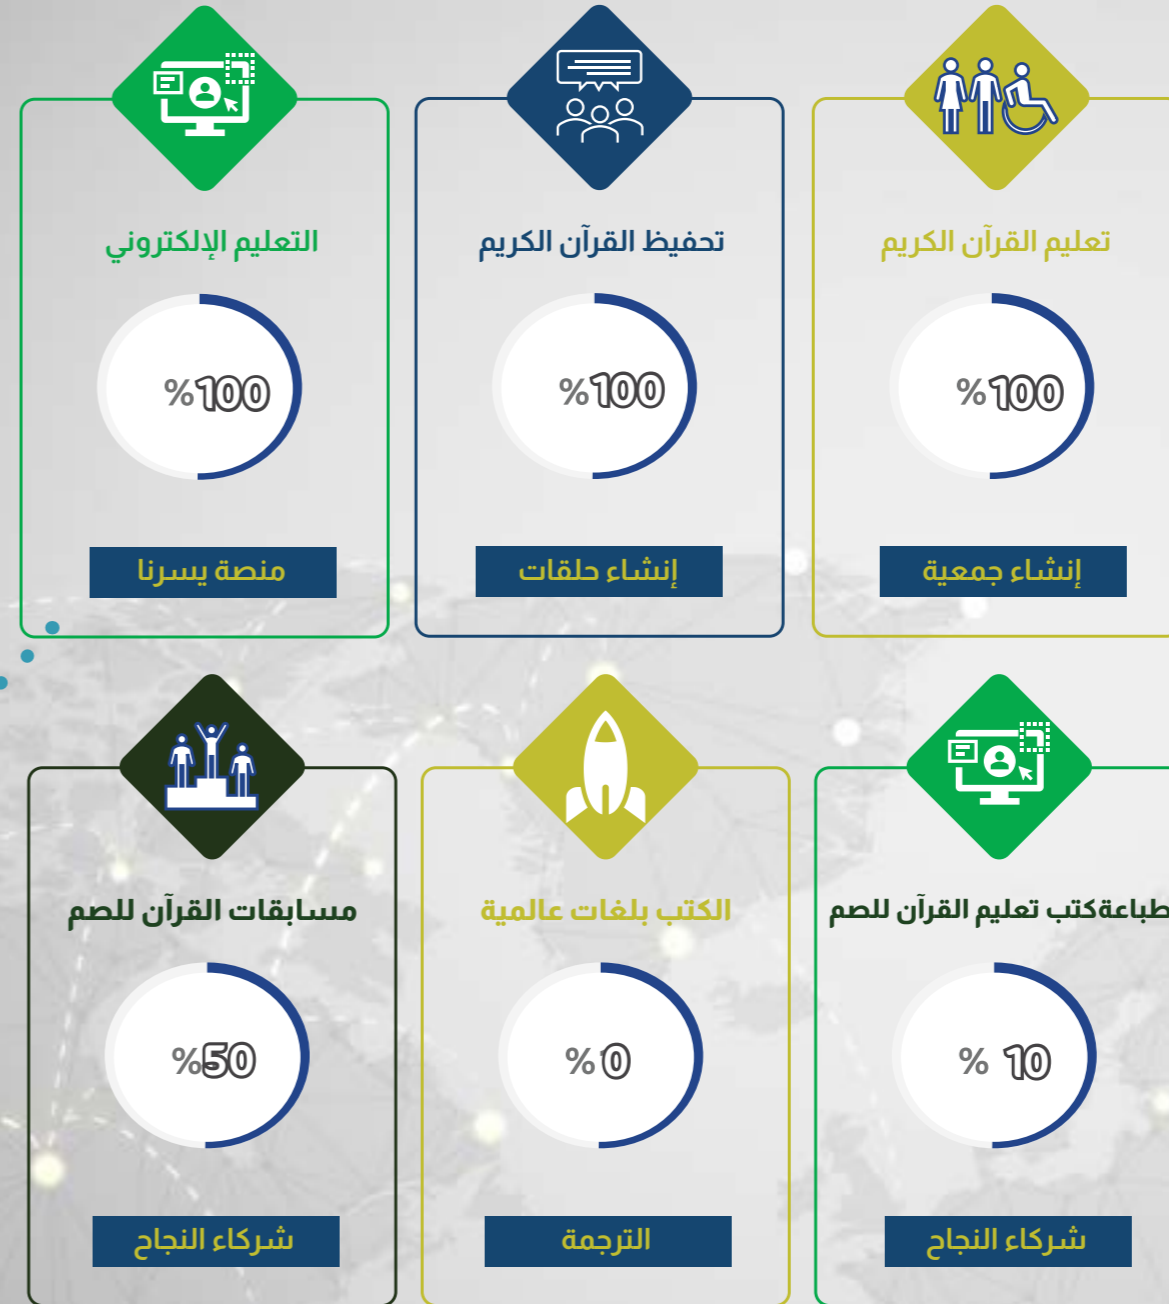 تعليم القرآن الكريم
%100
إنشاء جمعية
تحفيظ القرآن الكريم
%100
إنشاء حلقات
التعليم الإلكتروني
%100
منصة يسرنا
طباعةكتب تعليم القرآن للصم
% 10
شركاء النجاح
الكتب بلغات عالمية
% 0
الترجمة
مسابقات القرآن للصم
%50
شركاء النجاح